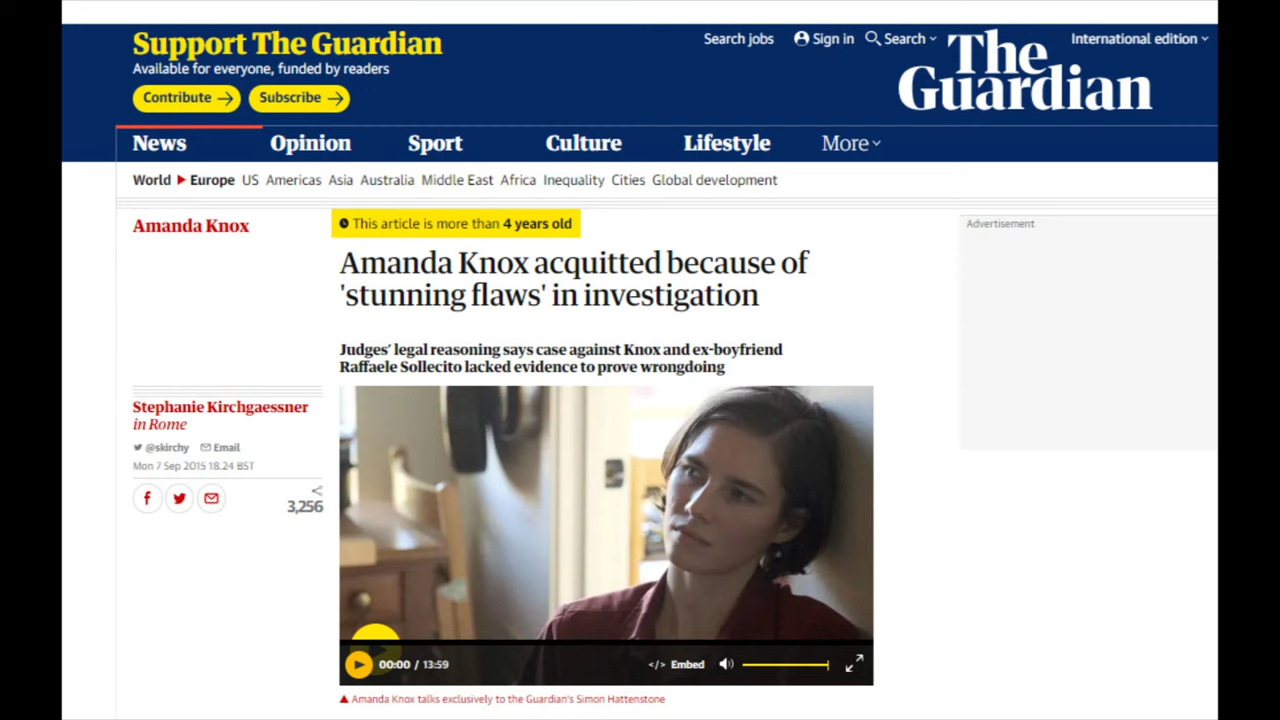 Support The Guardian
Available for everyone, funded by readers
Contribute →
Subscribe →
Search jobs
Sign in
Search
International edition
The
Guardian
News
Opinion
Sport
Culture
Lifestyle
More
World
Europe
US
Americas
Asia
Australia
Middle East
Africa
Inequality
Cities
Global development
Amanda Knox
This article is more than 4 years old
Advertisement
Amanda Knox acquitted because of
'stunning flaws' in investigation
Judges' legal reasoning says case against Knox and ex-boyfriend
Raffaele Sollecito lacked evidence to prove wrongdoing
Stephanie Kirchgaessner
in Rome
@skirchy
Email
Mon 7 Sep 2015 18.24 BST
3,256
00:00 / 13:59
</> Embed
Amanda Knox talks exclusively to the Guardian's Simon Hattenstone